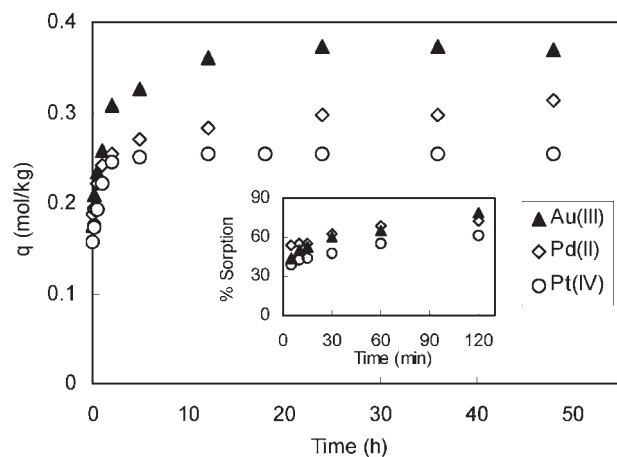 0.4
0.3
0.2
0.1
0
q (mol/kg)
0 10 20 30 40 50
Time (h)
90
60
30
0
% Sorption
0 30 60 90 120
Time (min)
Au(III)
Pd(II)
Pt(IV)